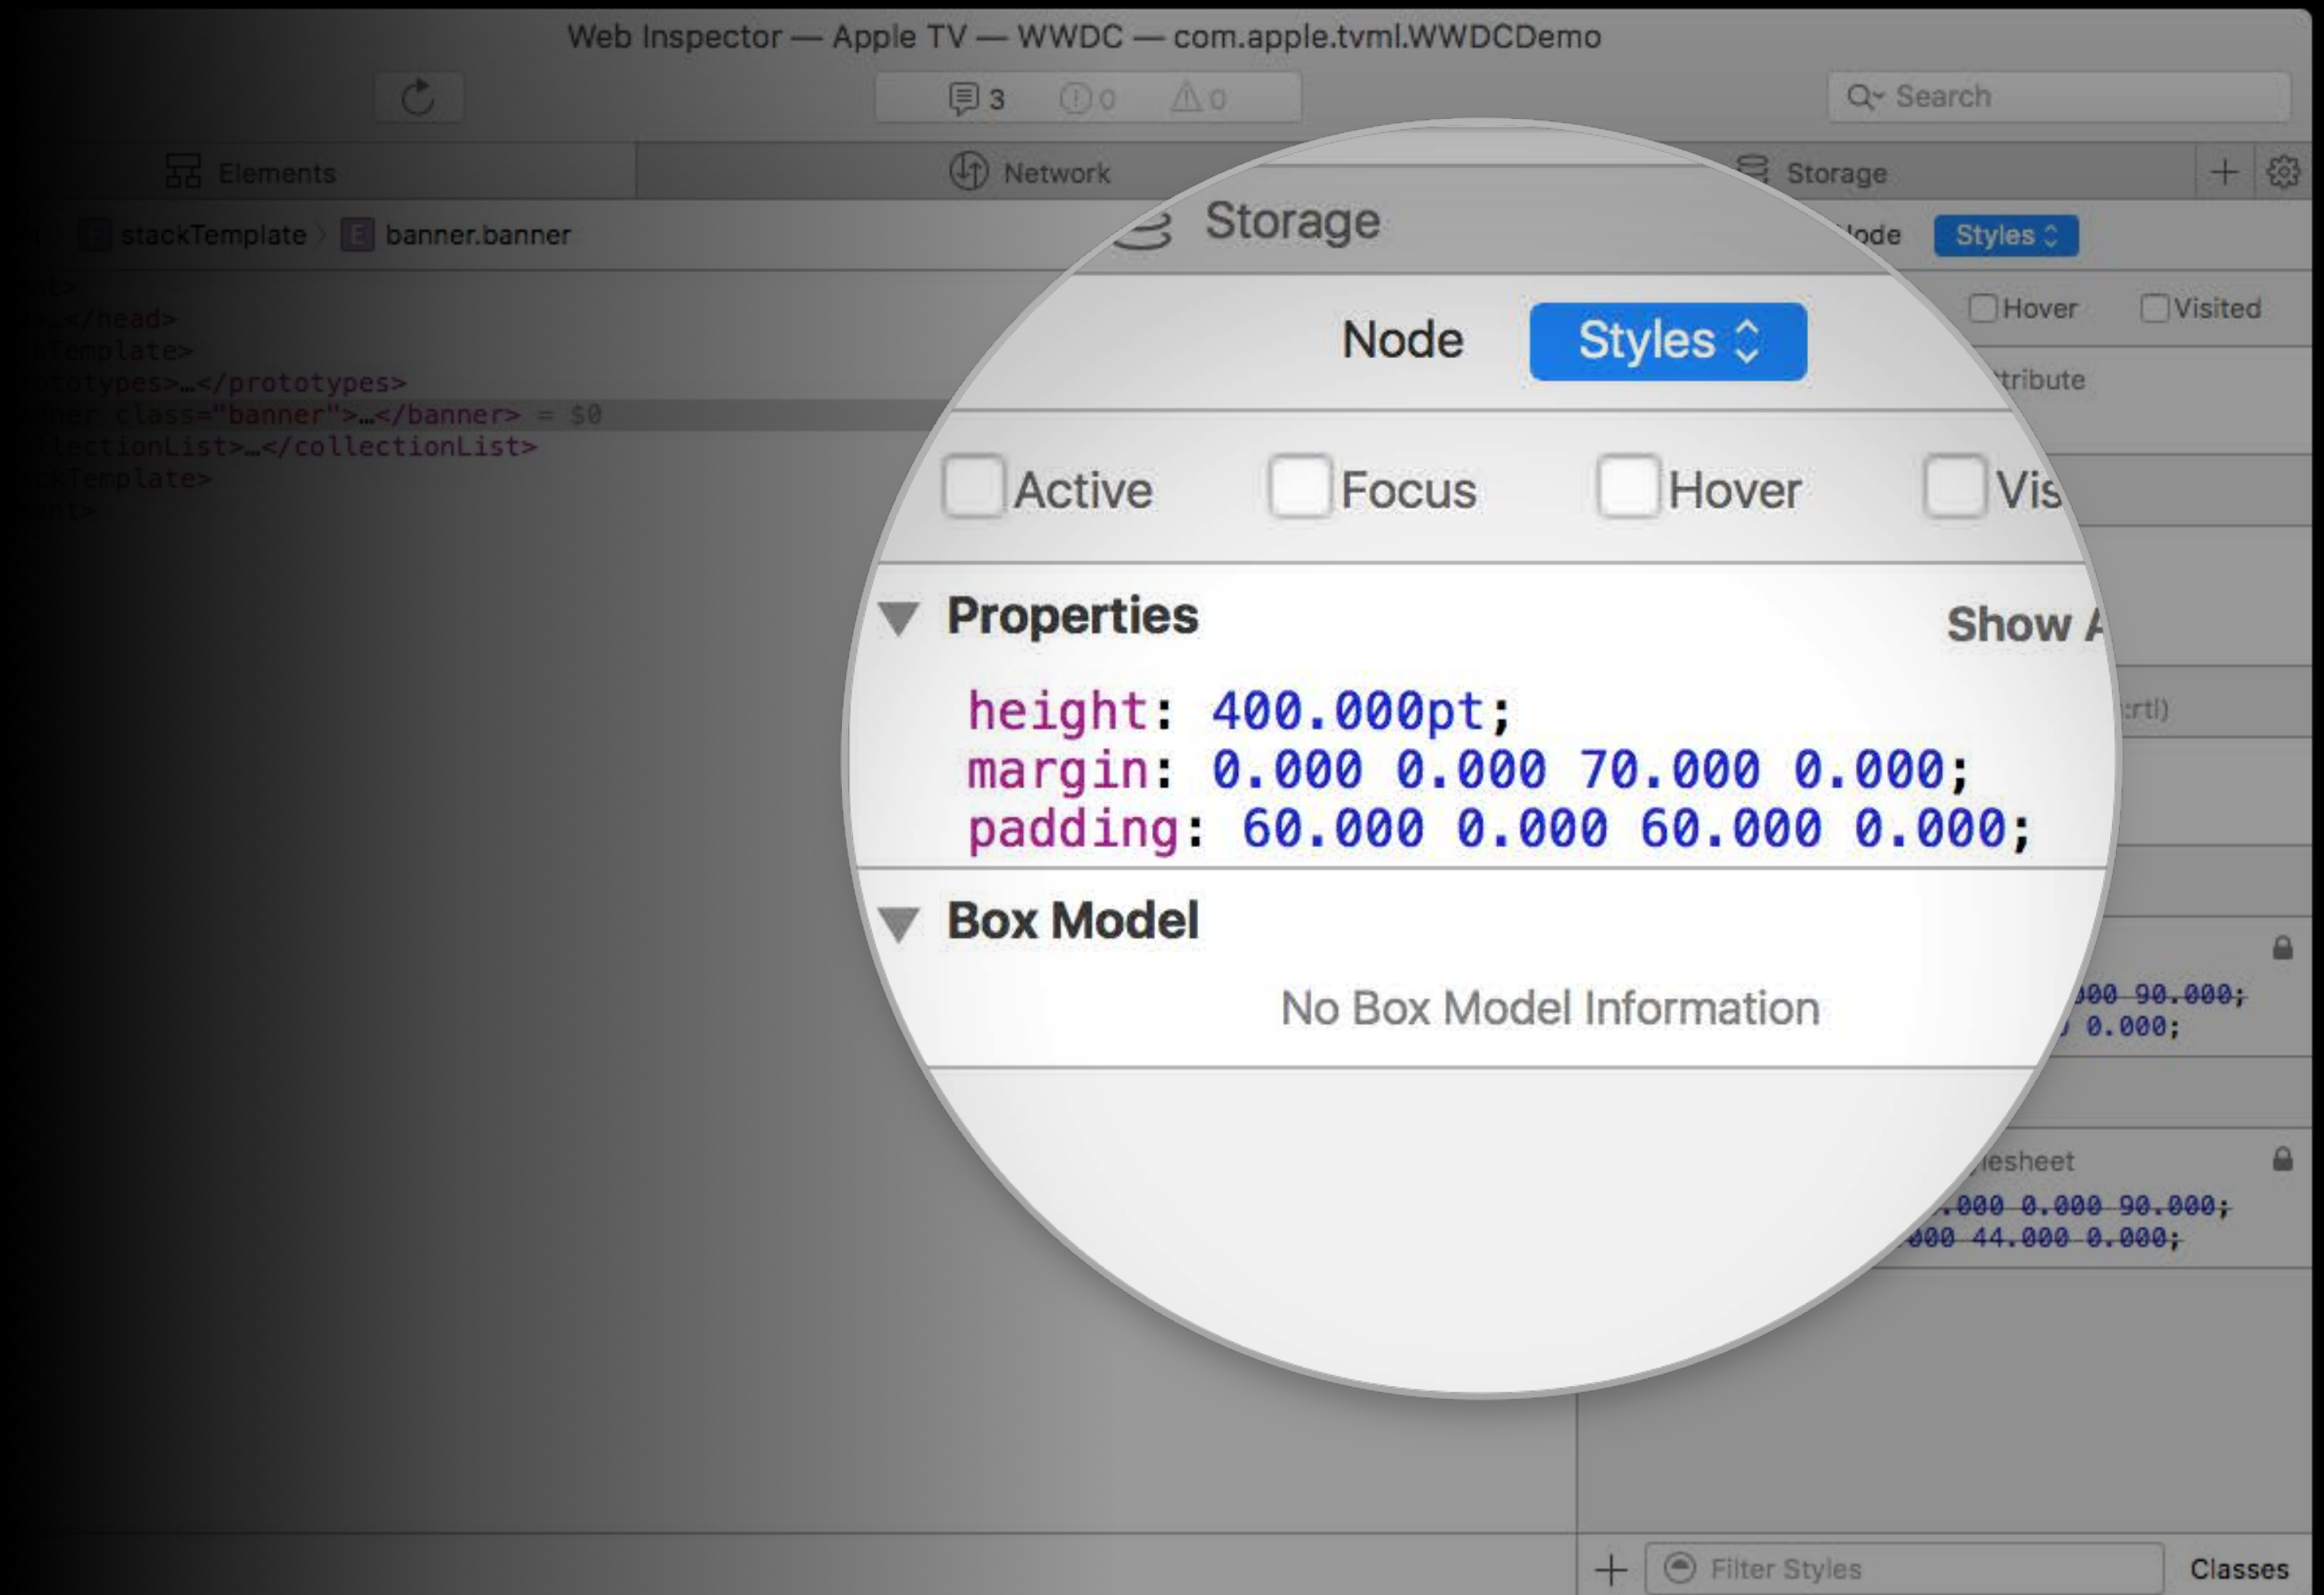 Web Inspector — Apple TV — WWDC — com.apple.tvml.WWDCDemo
3 0 0
Search
Elements
Network
Storage
stackTemplate
E banner.banner
Styles
Hover
Visited
</head>
>…</prototypes>
class="banner">…</banner> = $0
>…</collectionList>
Storage
Node Styles
Active Focus Hover
Properties
Show
height: 400.000pt;
margin: 0.000 0.000 70.000 0.000;
padding: 60.000 0.000 60.000 0.000;
Box Model
No Box Model Information
:rtl)
90.000;
0.000;
.000 0.000 90.000;
44.000 0.000;
Filter Styles
Classes